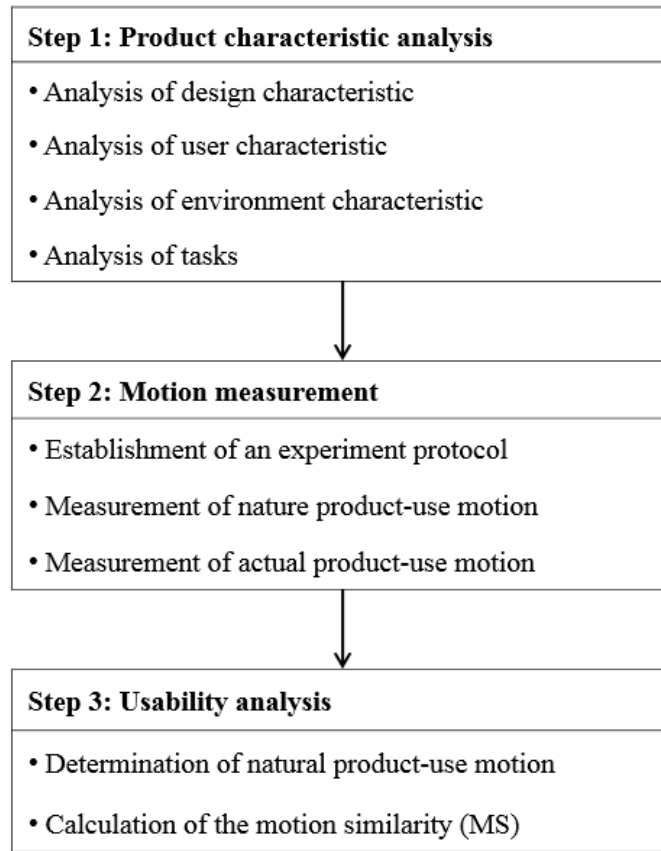 Step 1: Product characteristic analysis
• Analysis of design characteristic
• Analysis of user characteristic
• Analysis of environment characteristic
• Analysis of tasks
Step 2: Motion measurement
• Establishment of an experiment protocol
• Measurement of nature product-use motion
• Measurement of actual product-use motion
Step 3: Usability analysis
• Determination of natural product-use motion
• Calculation of the motion similarity (MS)